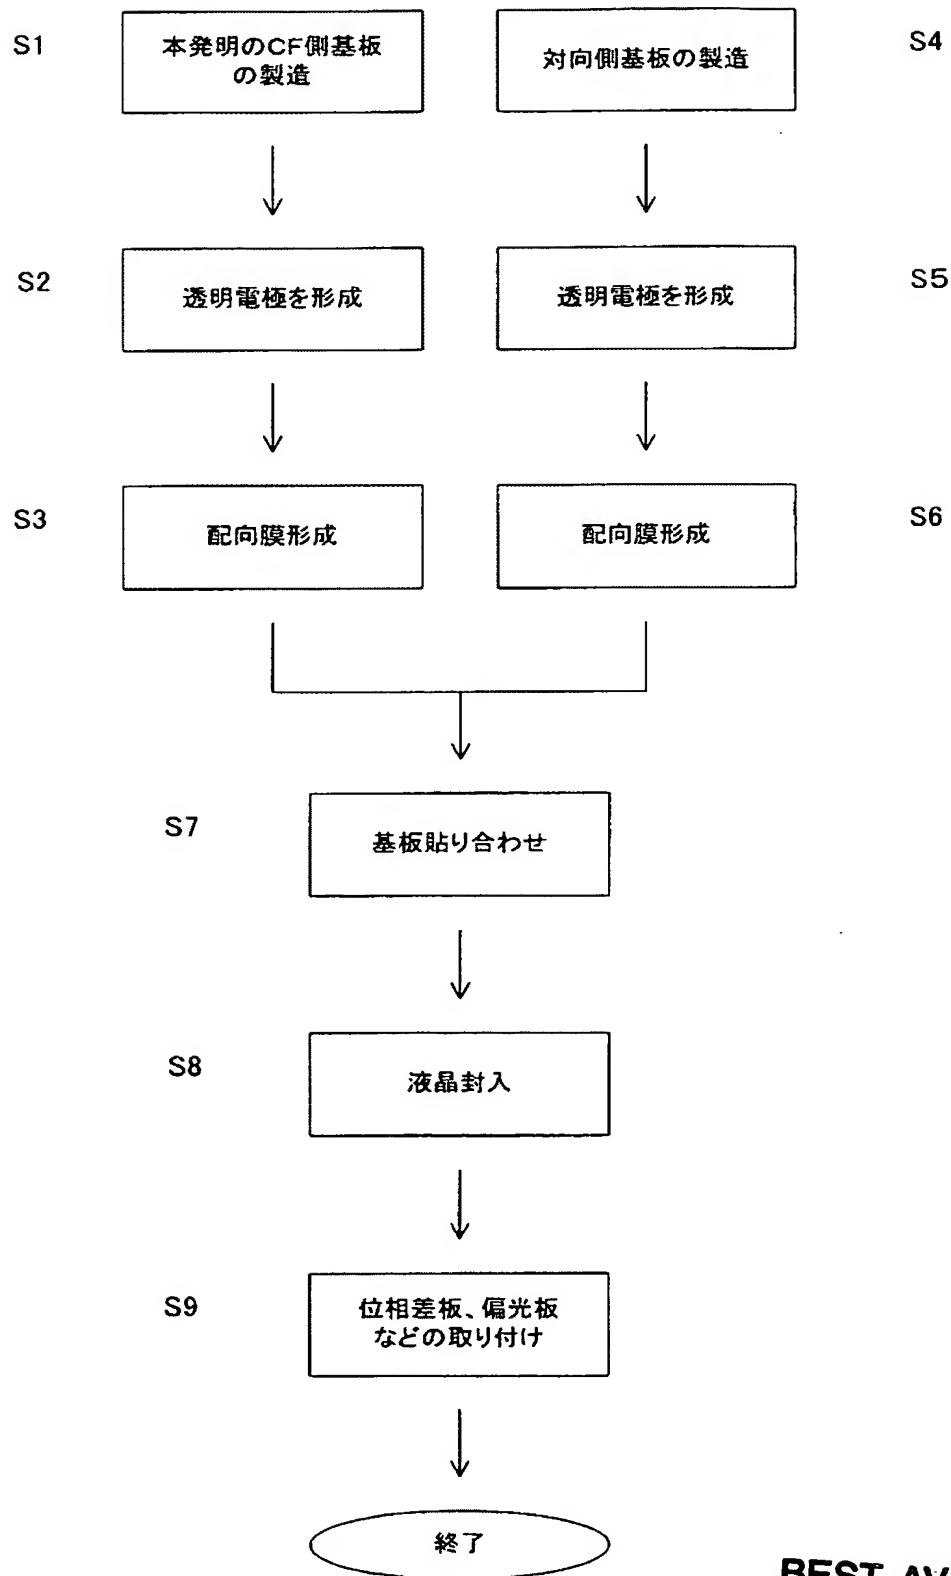 S1
本発明のCF側基板
の製造
対向側基板の製造
S4
S2
透明電極を形成
透明電極を形成
S5
S3
配向膜形成
配向膜形成
S6
S7
基板貼り合わせ
S8
液晶封入
S9
位相差板、偏光板
などの取り付け
終了
BEST AV